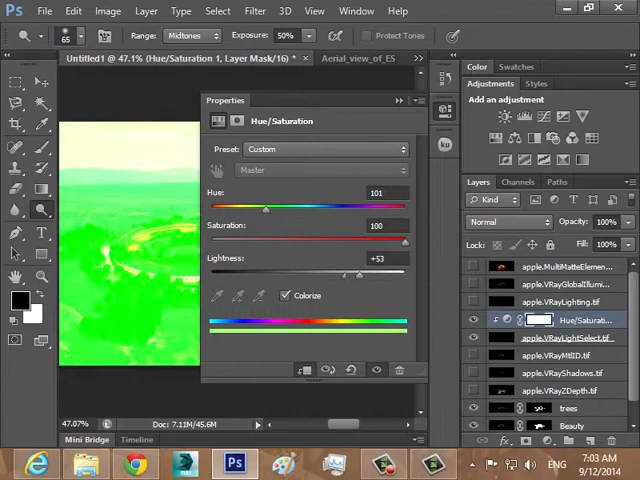 Ps File Edit Image Layer Type Select Filter 3D View Window Help
65 Range: Midtones Exposure: 50% Protect Tones
Untitled1 @ 47.1% (Hue/Saturation 1, Layer Mask/16) * × Aerial_view_of_ES
Properties
Hue/Saturation
Preset: Custom
Master
Hue: 101
Saturation: 100
Lightness: +53
Colorize
Color Swatches
Adjustments Styles
Add an adjustment
Layers Channels Paths
Kind
Normal Opacity: 100%
Lock: Fill: 100%
apple.MultiMatteElemen...
apple.VRayGlobalIllumi...
apple.VRayLighting.tif
Hue/Saturati...
apple.VRayLightSelect.tif
apple.VRayMtlID.tif
apple.VRayShadows.tif
apple.VRayZDepth.tif
trees
Beauty
ku
T
fx
47.07% Doc: 7.11M/45.6M
Mini Bridge Timeline
Ps
ENG
7:03 AM
9/12/2014